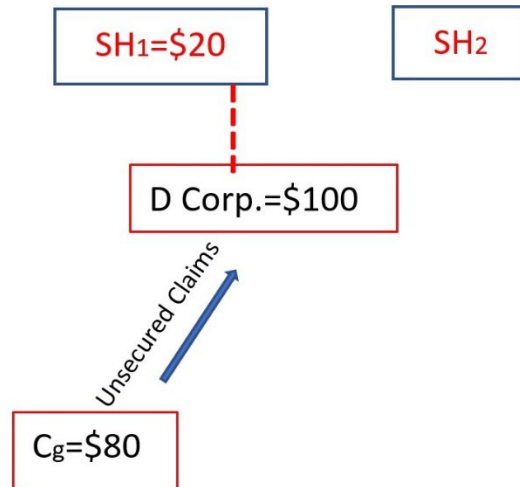 SH₁=$20
SH₂
D Corp.=$100
Unsecured Claims
Cg=$80